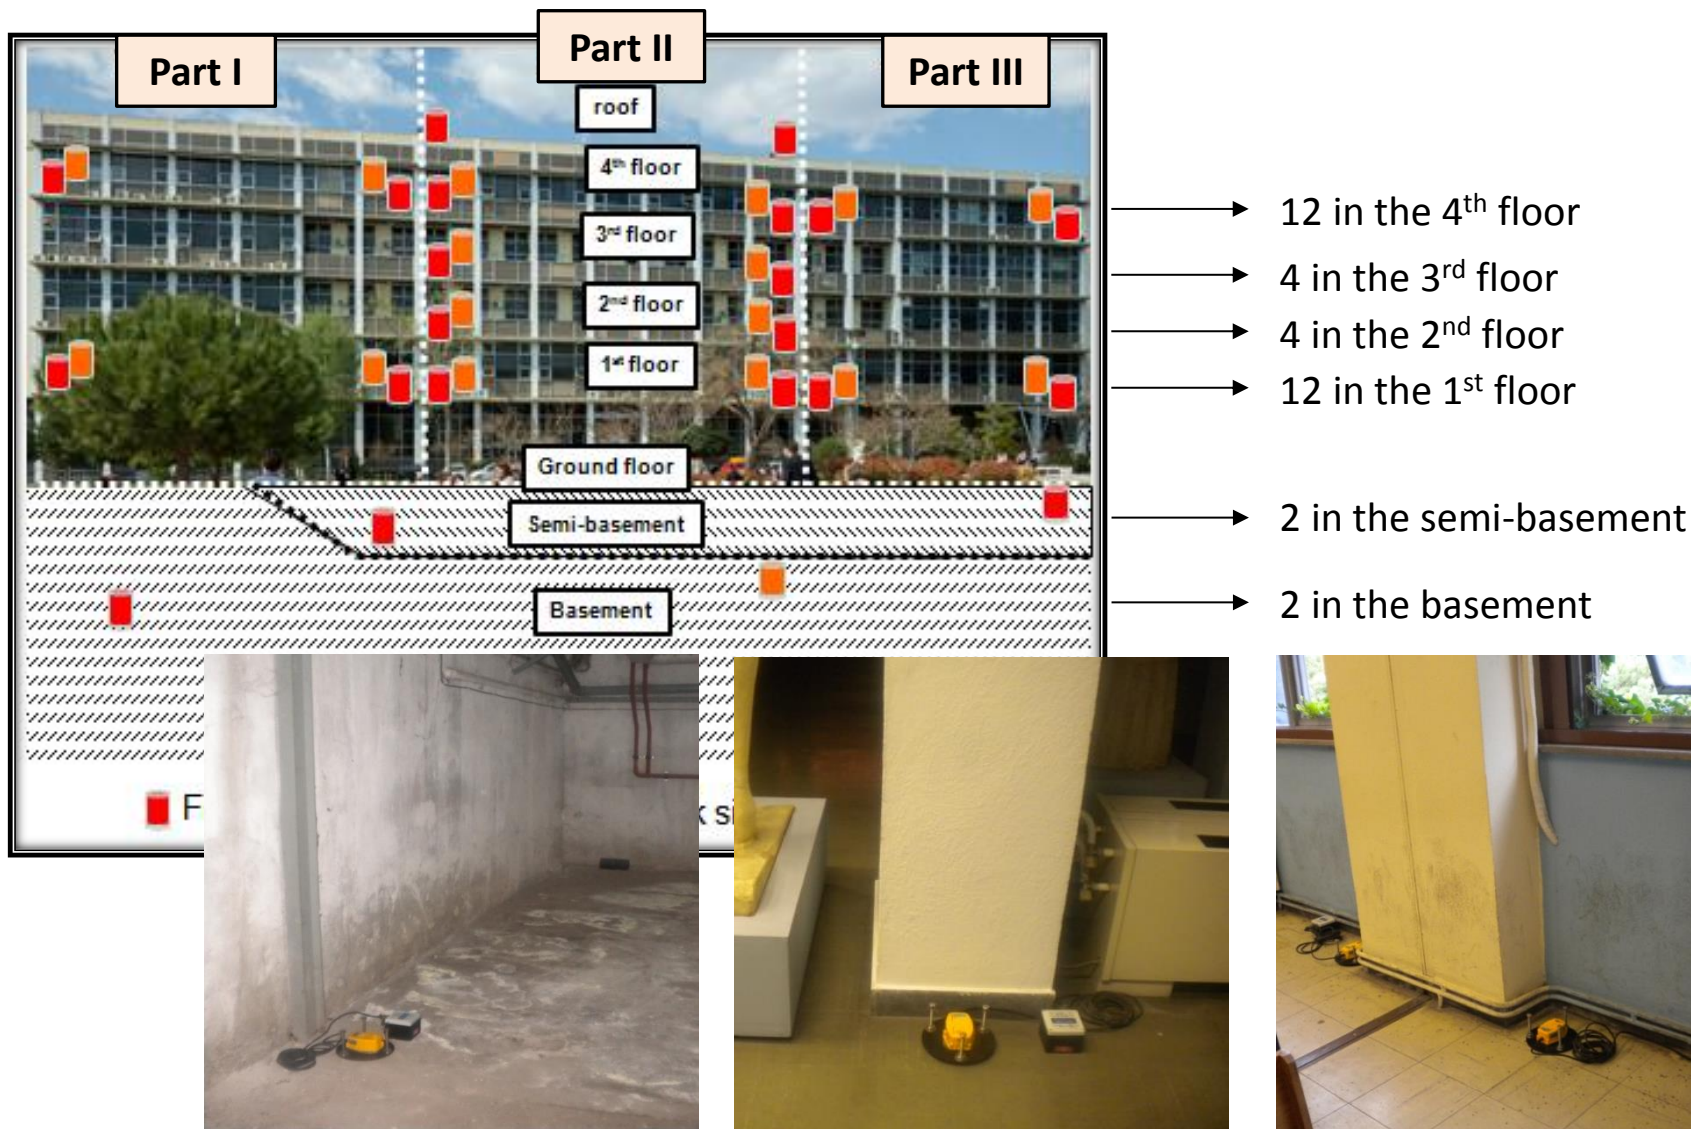 Part I
Part II
Part III
roof
4th floor
3rd floor
2nd floor
1st floor
Ground floor
Semi-basement
Basement
12 in the 4th floor
4 in the 3rd floor
4 in the 2nd floor
12 in the 1st floor
2 in the semi-basement
2 in the basement